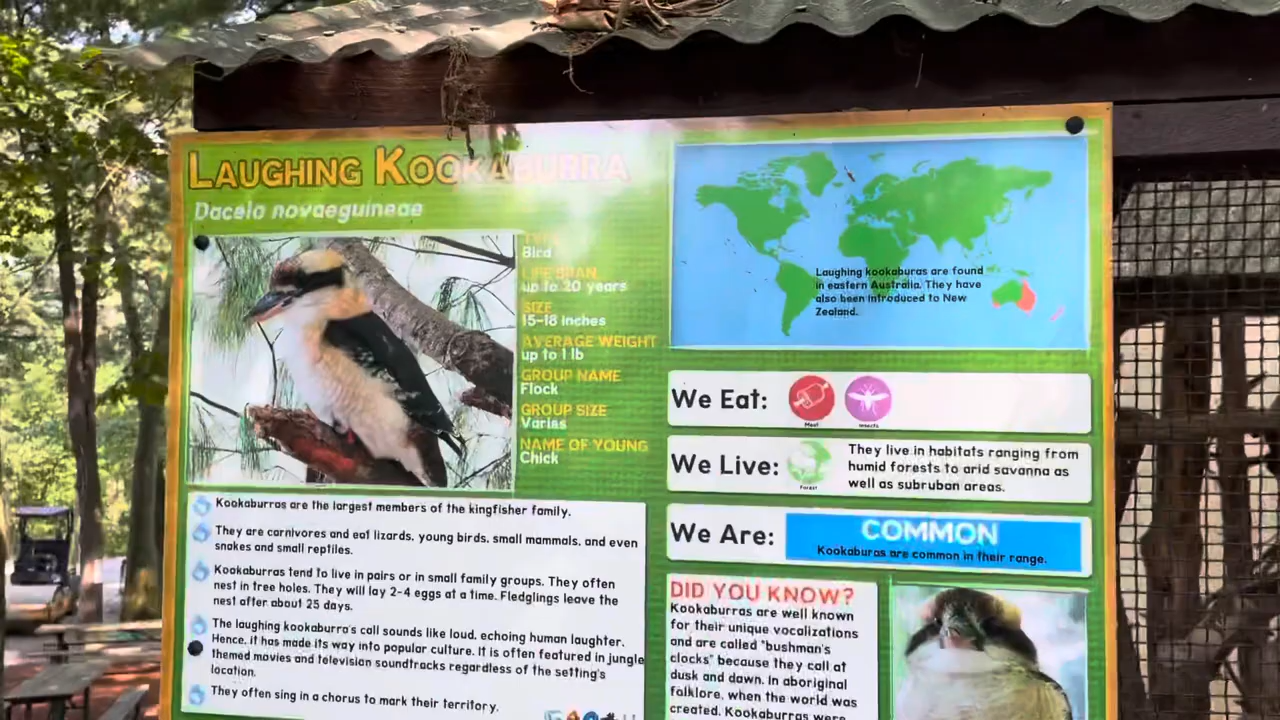 LAUGHING KOOKABURRA
Dacelo novaeguineae
TYPE
Bird
LIFE SPAN
up to 20 years
SIZE
15-18 inches
AVERAGE WEIGHT
up to 1 lb
GROUP NAME
Flock
GROUP SIZE
Varies
NAME OF YOUNG
Chick
Kookaburras are the largest members of the kingfisher family.
They are carnivores and eat lizards, young birds, small mammals, and even
snakes and small reptiles.
Kookaburras tend to live in pairs or in small family groups. They often
nest in tree holes. They will lay 2-4 eggs at a time. Fledglings leave the
nest after about 25 days.
The laughing kookaburra's call sounds like loud, echoing human laughter.
Hence, it has made its way into popular culture. It is often featured in jungle
themed movies and television soundtracks regardless of the setting's
location.
They often sing in a chorus to mark their territory.
Laughing kookaburas are found
in eastern Australia. They have
also been introduced to New
Zealand.
We Eat:
Meat
Insects
We Live:
Forest
They live in habitats ranging from
humid forests to arid savanna as
well as subruban areas.
We Are:
COMMON
Kookaburas are common in their range.
DID YOU KNOW?
Kookaburras are well known
for their unique vocalizations
and are called "bushman's
clocks" because they call at
dusk and dawn. In aboriginal
folklore, when the world was
created, Kookaburras were